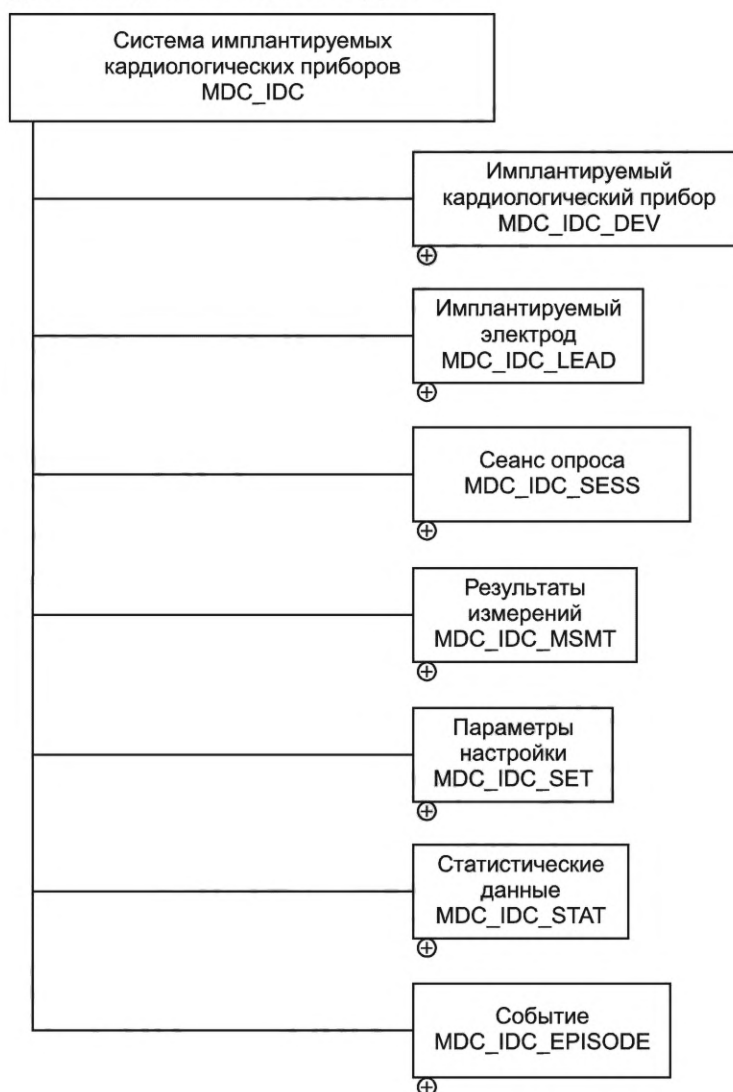 Система имплантируемых
кардиологических приборов
MDC_IDC
Имплантируемый
кардиологический прибор
MDC_IDC_DEV
Имплантируемый
электрод
MDC_IDC_LEAD
Сеанс опроса
MDC_IDC_SESS
Результаты
измерений
MDC_IDC_MSMT
Параметры
настройки
MDC_IDC_SET
Статистические
данные
MDC_IDC_STAT
Событие
MDC_IDC_EPISODE